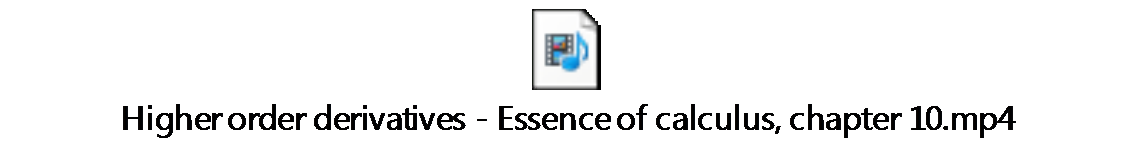 Higher order derivatives - Essence of calculus, chapter 10.mp4